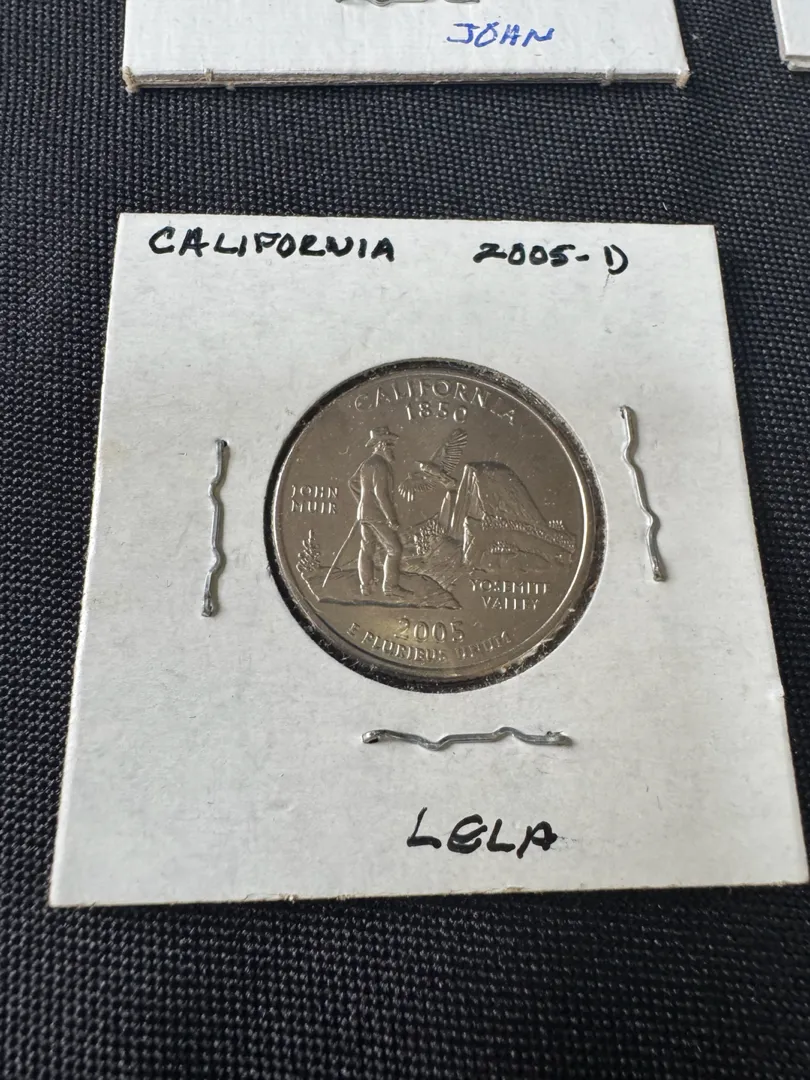 JOHN
CALIFORNIA 2005-D
CALIFORNIA
1850
JOHN
MUIR
YOSEMITE
VALLEY
2005
E PLURIBUS UNUM
LELA